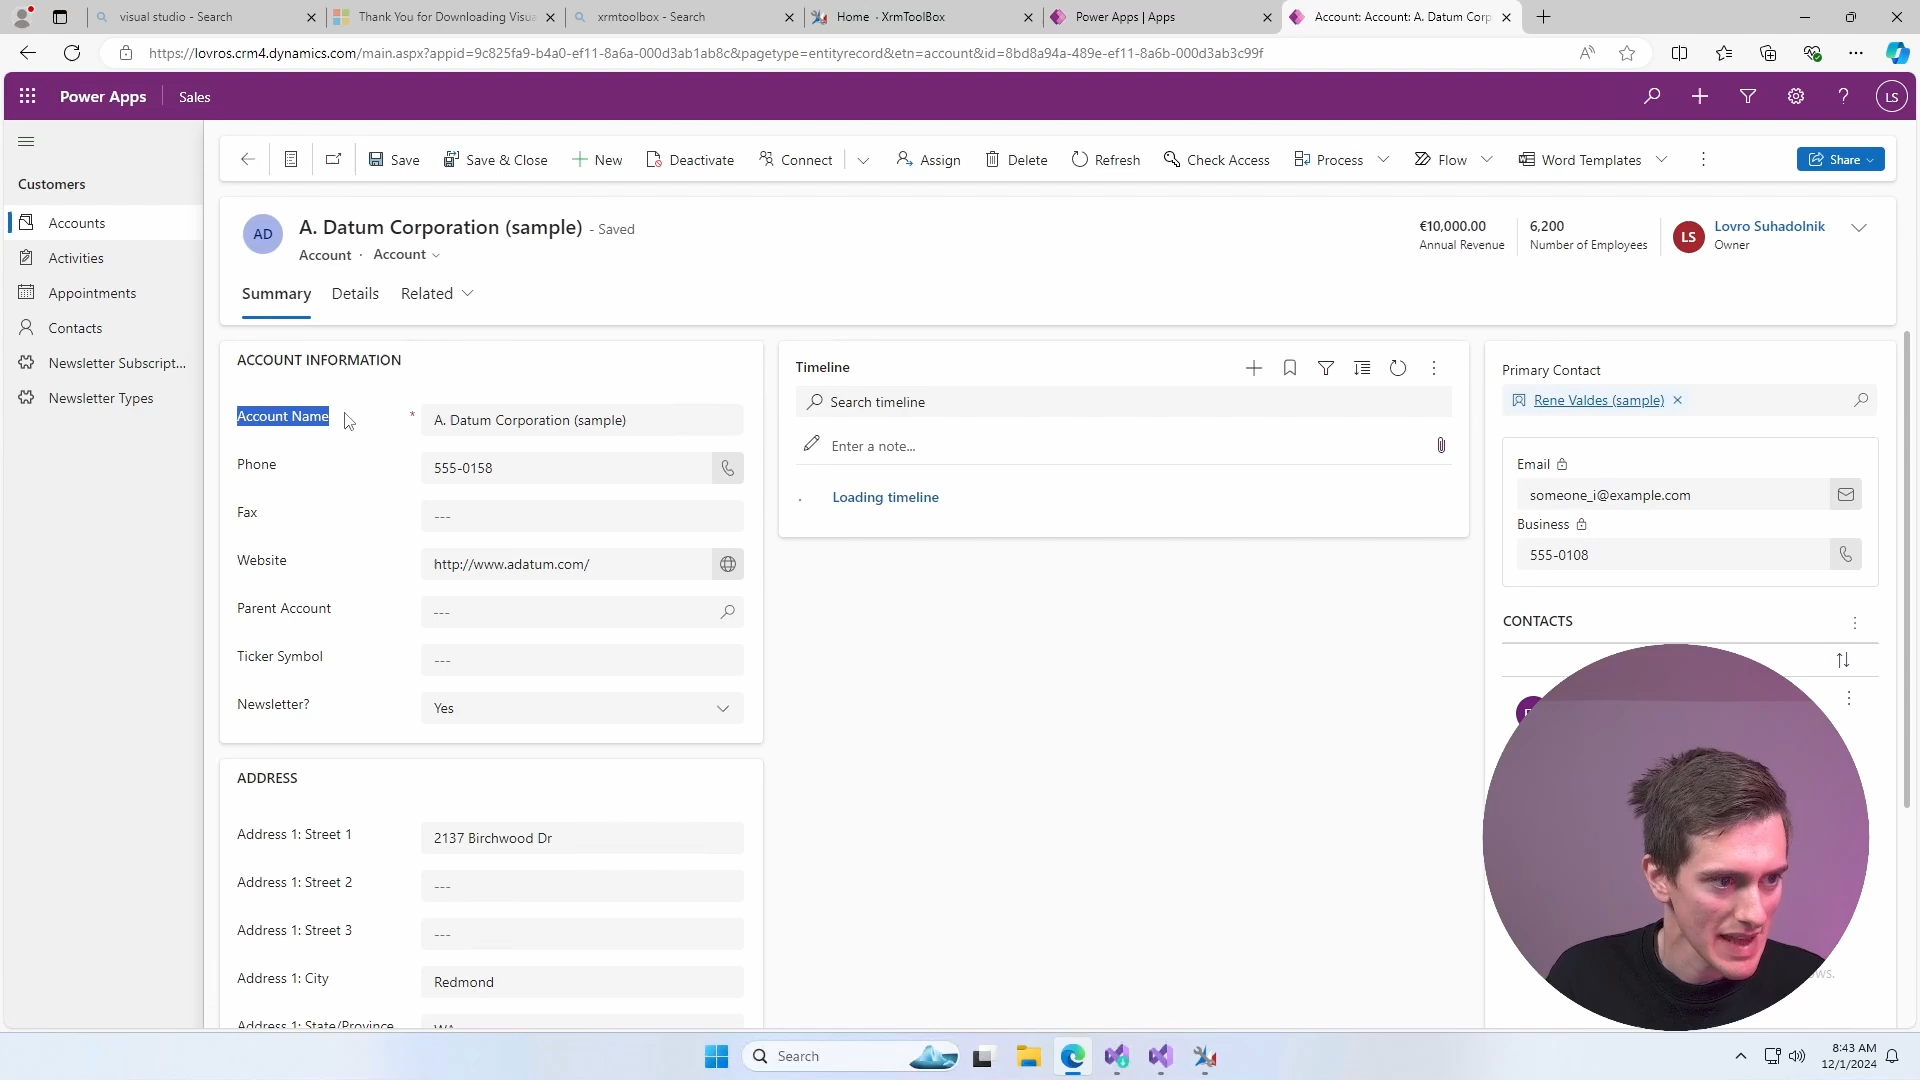 visual studio - Search
Thank You for Downloading Visua
xrmtoolbox - Search
Home · XrmToolBox
Power Apps | Apps
Account: Account: A. Datum Corp
https://lovros.crm4.dynamics.com/main.aspx?appid=9c825fa9-b4a0-ef11-8a6a-000d3ab1ab8c&pagetype=entityrecord&etn=account&id=8bd8a94a-489e-ef11-8a6b-000d3ab3c99f
Power Apps
Sales
LS
Save
Save & Close
New
Deactivate
Connect
Assign
Delete
Refresh
Check Access
Process
Flow
Word Templates
Share
Customers
Accounts
Activities
Appointments
Contacts
Newsletter Subscript...
Newsletter Types
AD
A. Datum Corporation (sample) - Saved
Account · Account
€10,000.00
Annual Revenue
6,200
Number of Employees
LS
Lovro Suhadolnik
Owner
Summary
Details
Related
ACCOUNT INFORMATION
Account Name * A. Datum Corporation (sample)
Phone 555-0158
Fax ---
Website http://www.adatum.com/
Parent Account ---
Ticker Symbol ---
Newsletter? Yes
ADDRESS
Address 1: Street 1 2137 Birchwood Dr
Address 1: Street 2 ---
Address 1: Street 3 ---
Address 1: City Redmond
Address 1: State/Province WA
Timeline
Search timeline
Enter a note...
Loading timeline
Primary Contact
Rene Valdes (sample)
Email
someone_i@example.com
Business
555-0108
CONTACTS
Search
8:43 AM
12/1/2024